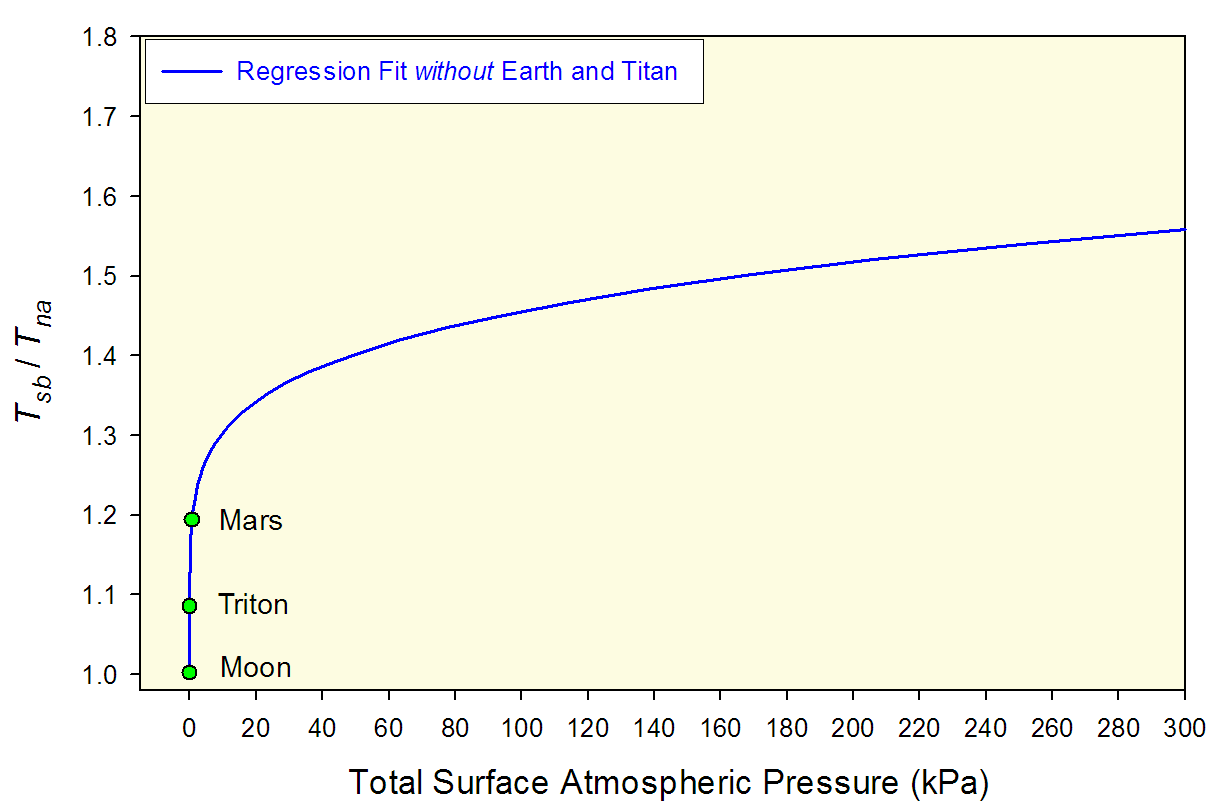 Regression Fit without Earth and Titan
1.8
1.7
1.6
1.5
1.4
1.3
1.2
1.1
1.0
Tsb / Tna
Mars
Triton
Moon
0 20 40 60 80 100 120 140 160 180 200 220 240 260 280 300
Total Surface Atmospheric Pressure (kPa)